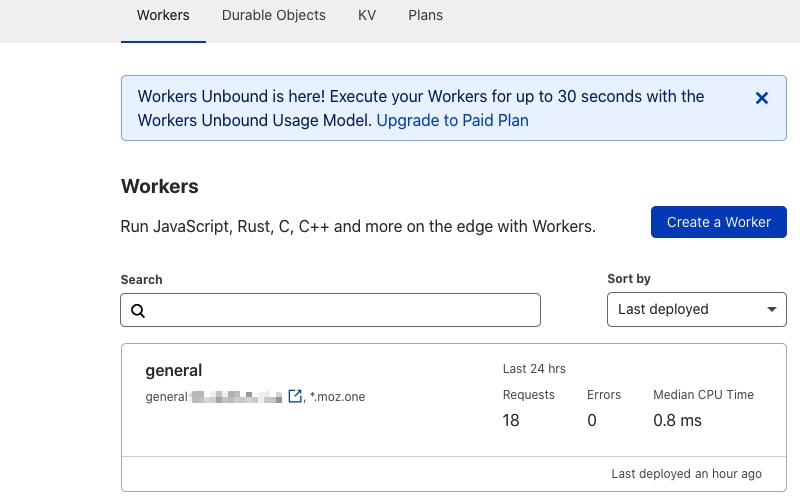 Workers Durable Objects KV Plans
Workers Unbound is here! Execute your Workers for up to 30 seconds with the
Workers Unbound Usage Model. Upgrade to Paid Plan
Workers
Run JavaScript, Rust, C, C++ and more on the edge with Workers.
Create a Worker
Search
Sort by
Last deployed
general
general , *.moz.one
Last 24 hrs
Requests Errors Median CPU Time
18 0 0.8 ms
Last deployed an hour ago